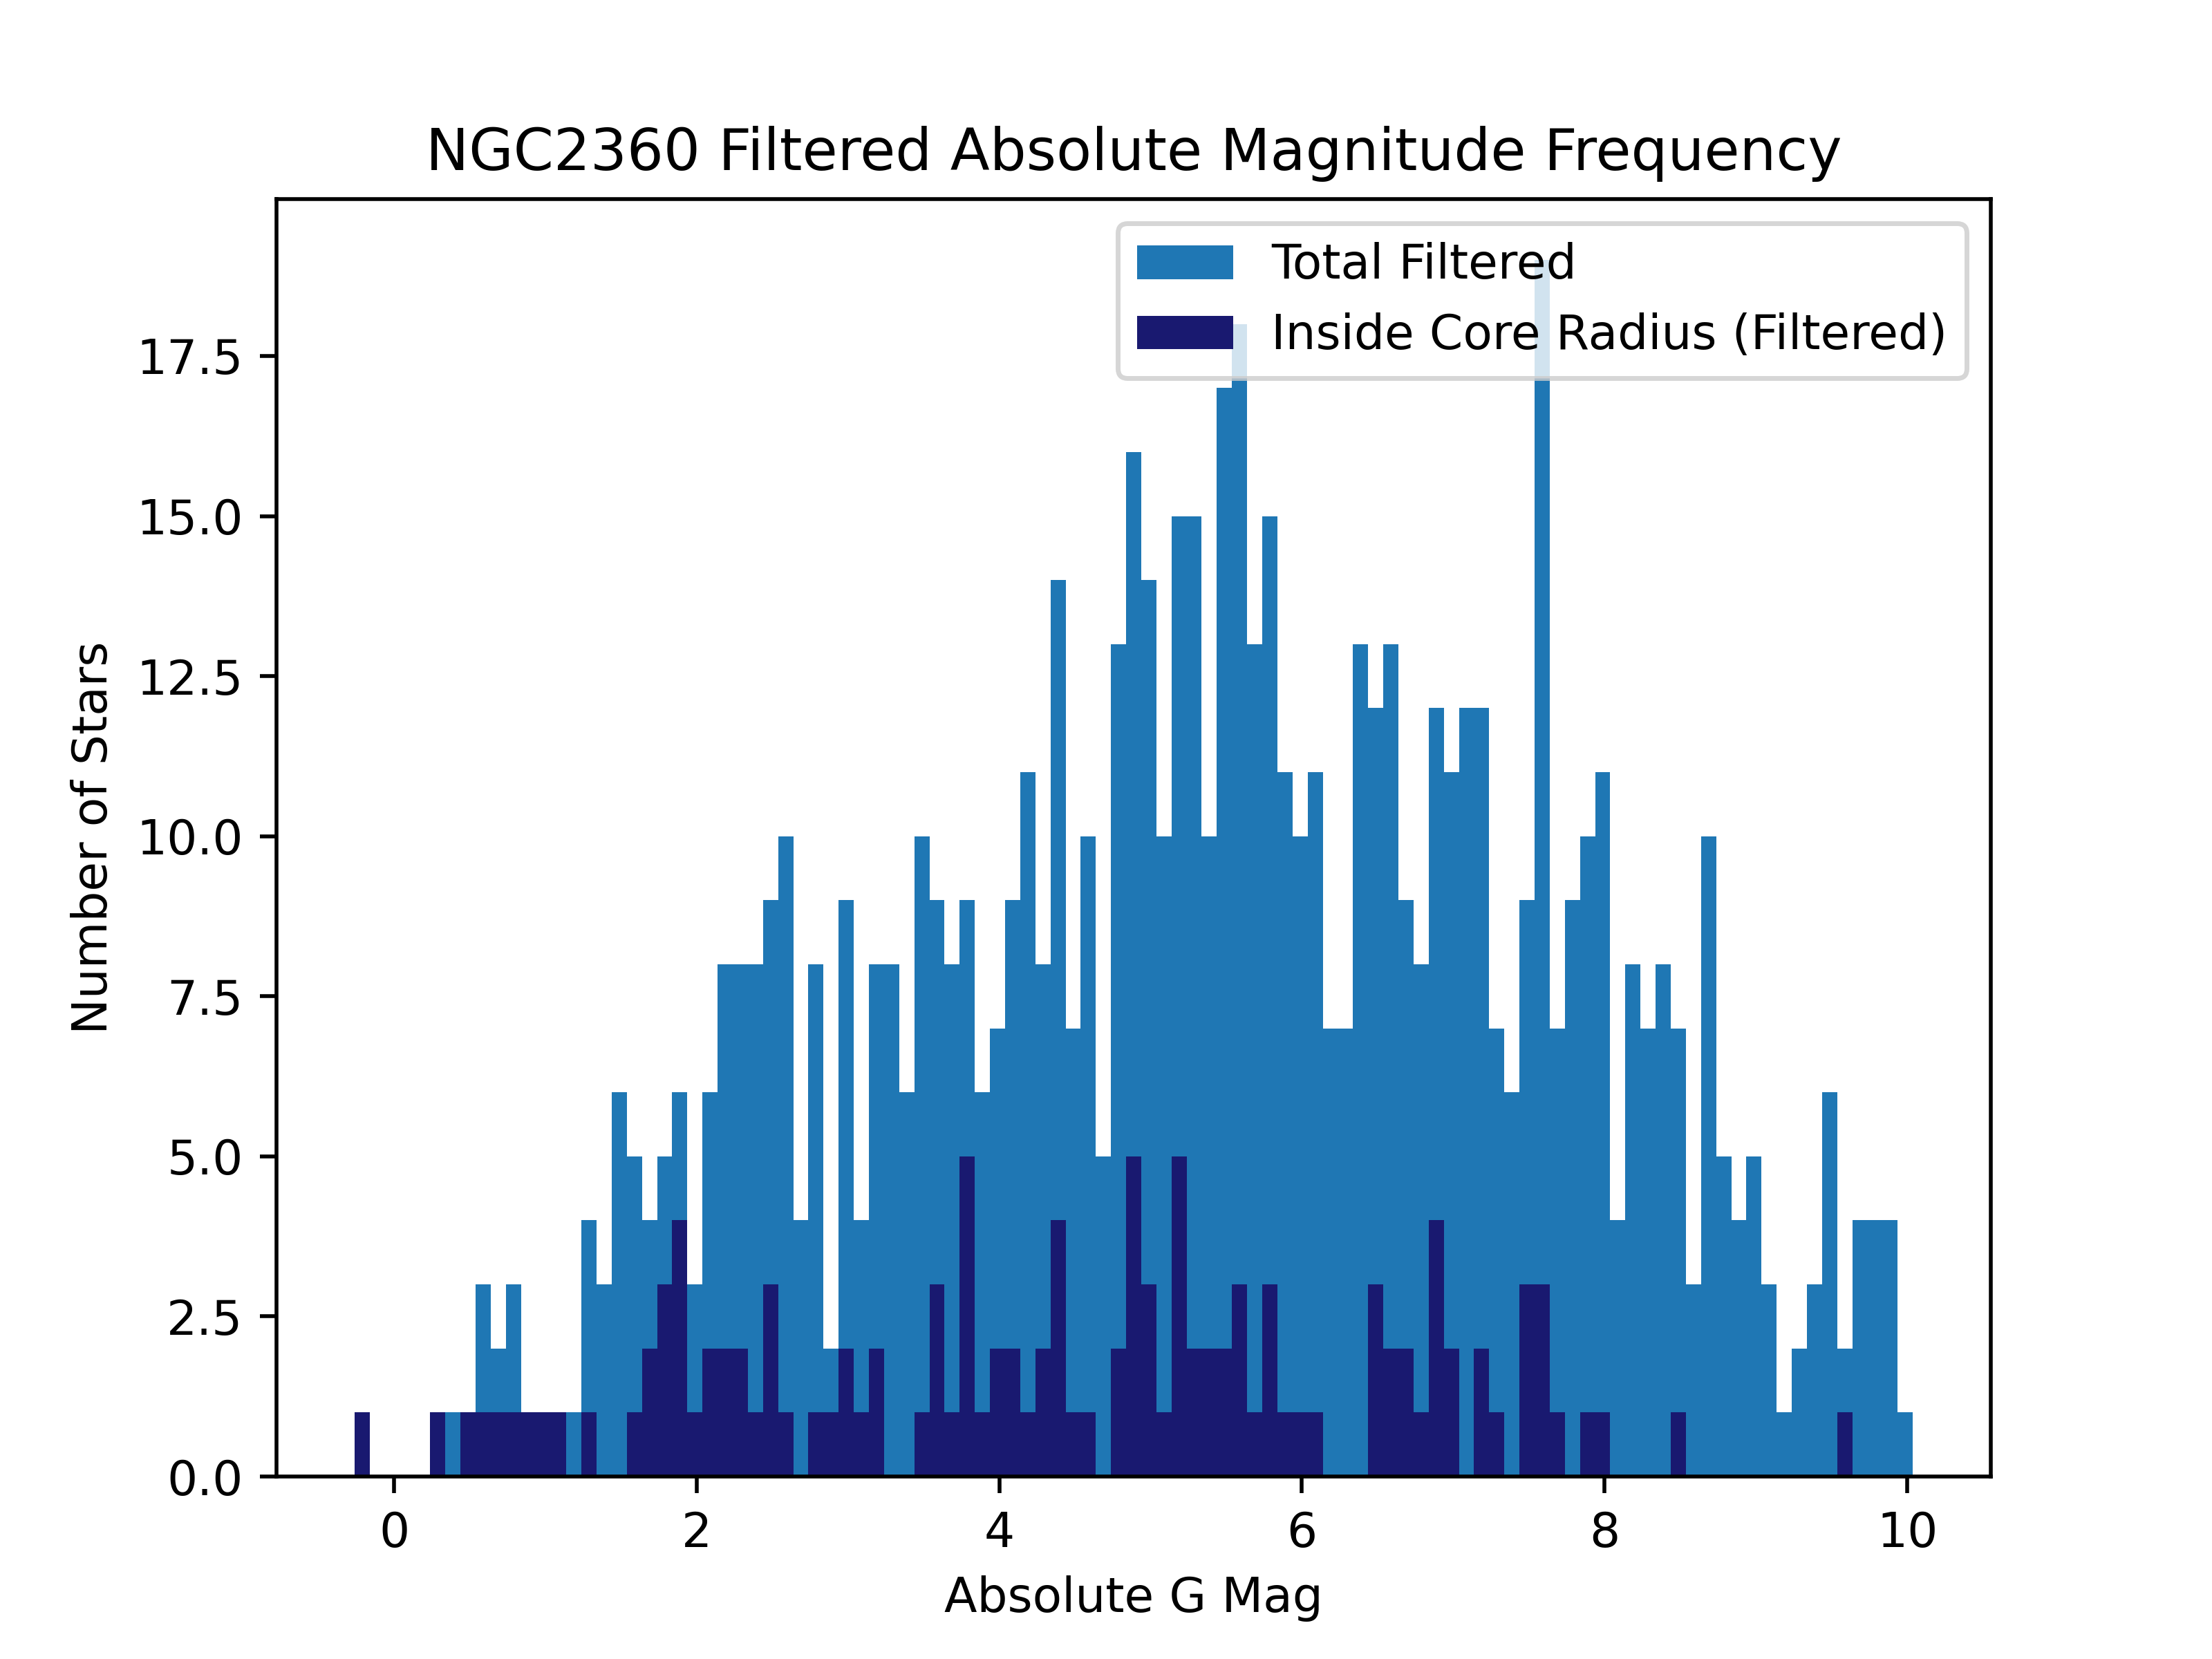 NGC2360 Filtered Absolute Magnitude Frequency
Total Filtered
Inside Core Radius (Filtered)
17.5
15.0
12.5
10.0
7.5
5.0
2.5
0.0
Number of Stars
0 2 4 6 8 10
Absolute G Mag